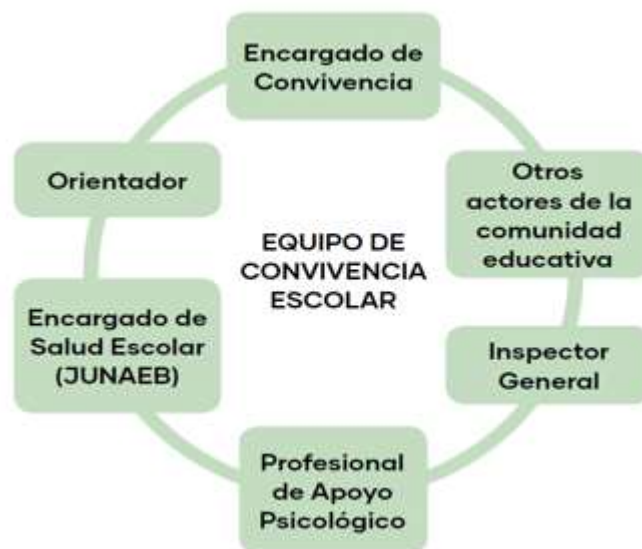 Encargado de
Convivencia
Orientador
Otros
actores de la
comunidad
educativa
EQUIPO DE
CONVIVENCIA
ESCOLAR
Encargado de
Salud Escolar
(JUNAEB)
Inspector
General
Profesional
de Apoyo
Psicológico